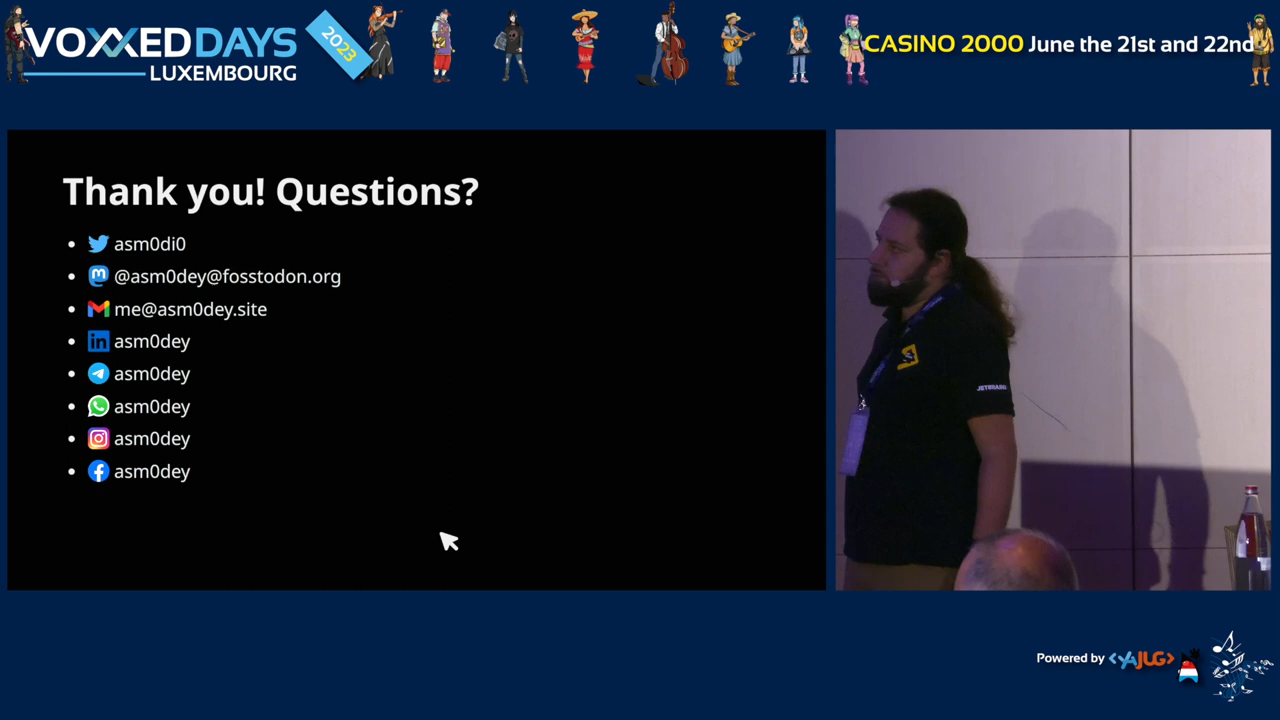 VOXXED DAYS
LUXEMBOURG
2023
CASINO 2000 June the 21st and 22nd
Thank you! Questions?
asm0di0
@asm0dey@fosstodon.org
me@asm0dey.site
asm0dey
asm0dey
asm0dey
asm0dey
asm0dey
JETBRAINS
Powered by <YAJUG>